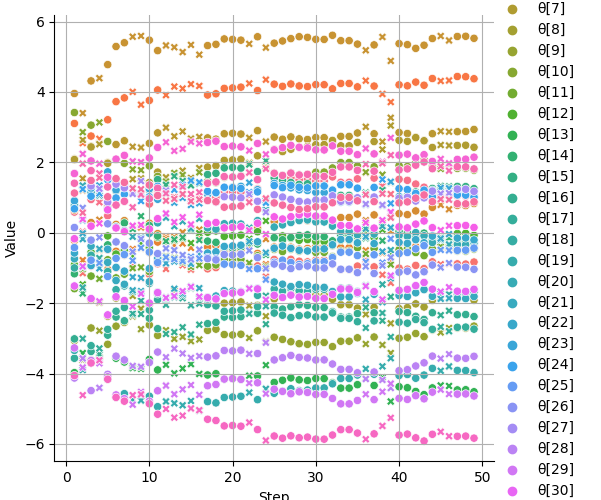 6
4
2
0
−2
−4
−6
Value
0
10
20
30
40
50
Step
θ[7]
θ[8]
θ[9]
θ[10]
θ[11]
θ[12]
θ[13]
θ[14]
θ[15]
θ[16]
θ[17]
θ[18]
θ[19]
θ[20]
θ[21]
θ[22]
θ[23]
θ[24]
θ[25]
θ[26]
θ[27]
θ[28]
θ[29]
θ[30]